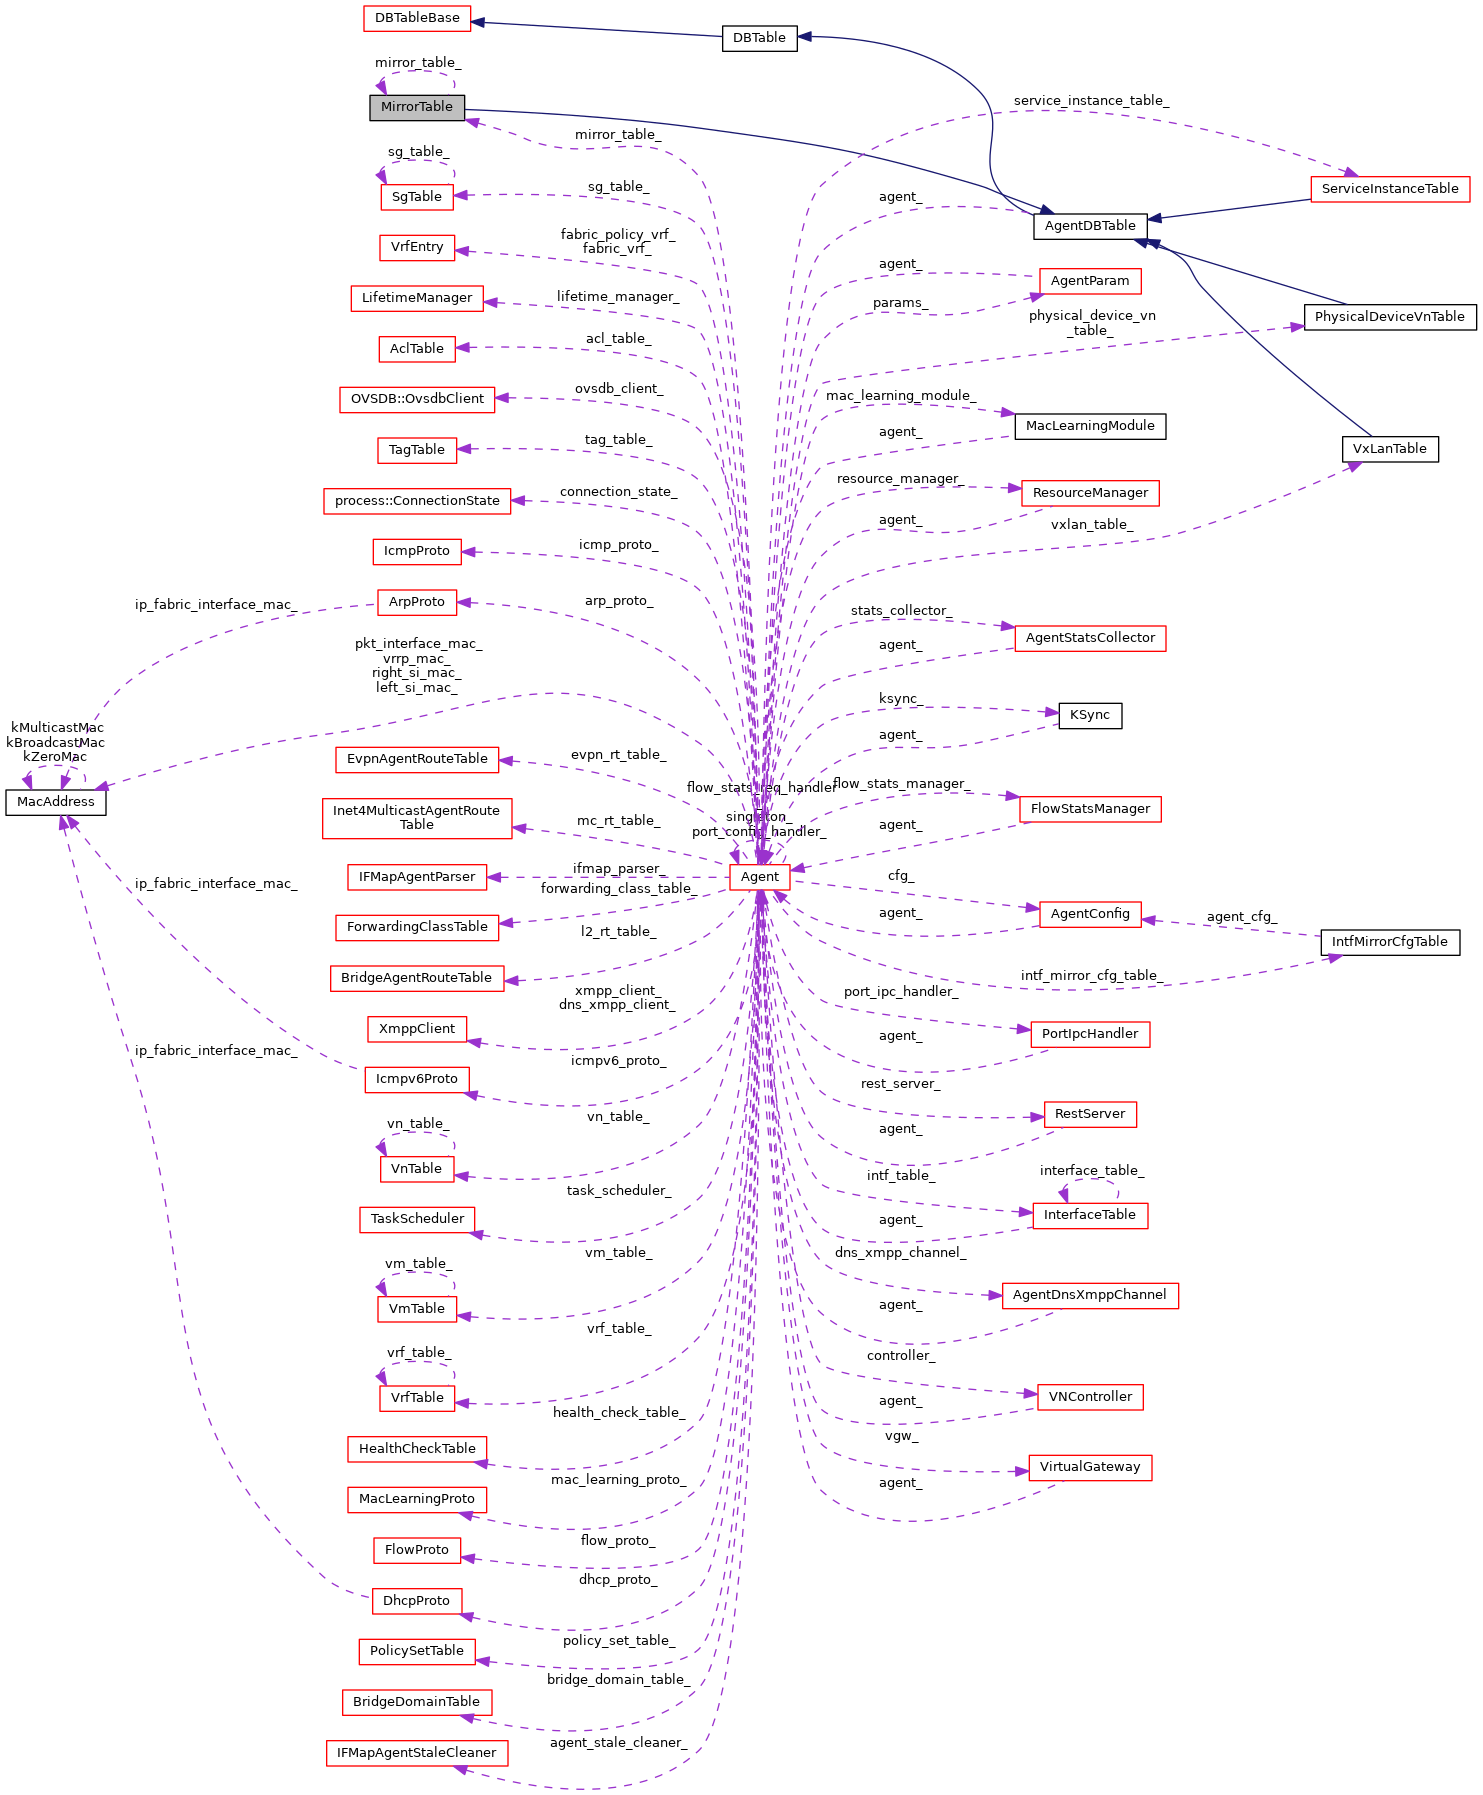 DBTableBase
DBTable
mirror_table_
MirrorTable
service_instance_table_
mirror_table_
sg_table_
SgTable
sg_table_
agent_
ServiceInstanceTable
AgentDBTable
VrfEntry
fabric_policy_vrf_
fabric_vrf_
agent_
AgentParam
LifetimeManager
lifetime_manager_
params_
physical_device_vn
_table_
PhysicalDeviceVnTable
AclTable
acl_table_
OVSDB::OvsdbClient
ovsdb_client_
mac_learning_module_
MacLearningModule
agent_
TagTable
tag_table_
VxLanTable
process::ConnectionState
connection_state_
resource_manager_
ResourceManager
agent_
vxlan_table_
IcmpProto
icmp_proto_
ip_fabric_interface_mac_
ArpProto
arp_proto_
stats_collector_
AgentStatsCollector
agent_
pkt_interface_mac_
vrrp_mac_
right_si_mac_
left_si_mac_
ksync_
KSync
agent_
kMulticastMac
kBroadcastMac
kZeroMac
MacAddress
EvpnAgentRouteTable
evpn_rt_table_
flow_stats_req_handler
_
singleton_
port_config_handler_
flow_stats_manager_
FlowStatsManager
agent_
Inet4MulticastAgentRoute
Table
mc_rt_table_
IFMapAgentParser
ifmap_parser_
Agent
cfg_
ip_fabric_interface_mac_
forwarding_class_table_
ForwardingClassTable
agent_
AgentConfig
agent_cfg_
IntfMirrorCfgTable
l2_rt_table_
BridgeAgentRouteTable
intf_mirror_cfg_table_
xmpp_client_
dns_xmpp_client_
XmppClient
port_ipc_handler_
PortIpcHandler
agent_
ip_fabric_interface_mac_
Icmpv6Proto
icmpv6_proto_
rest_server_
RestServer
agent_
vn_table_
VnTable
vn_table_
intf_table_
interface_table_
InterfaceTable
agent_
TaskScheduler
task_scheduler_
vm_table_
VmTable
vm_table_
dns_xmpp_channel_
AgentDnsXmppChannel
agent_
vrf_table_
VrfTable
vrf_table_
controller_
VNController
agent_
HealthCheckTable
health_check_table_
vgw_
VirtualGateway
agent_
MacLearningProto
mac_learning_proto_
FlowProto
flow_proto_
DhcpProto
dhcp_proto_
PolicySetTable
policy_set_table_
BridgeDomainTable
bridge_domain_table_
IFMapAgentStaleCleaner
agent_stale_cleaner_